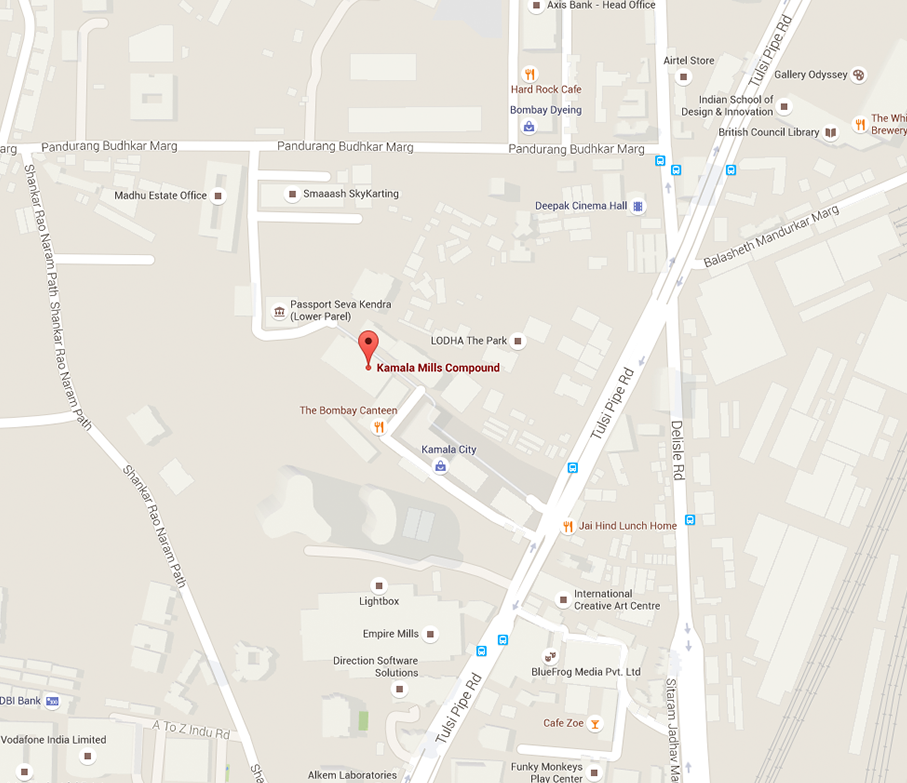 Axis Bank - Head Office
Tulsi Pipe Rd
Airtel Store
Gallery Odyssey
Hard Rock Cafe
Indian School of
Design & Innovation
Bombay Dyeing
The Whi
Brewery
British Council Library
arg
Pandurang Budhkar Marg
Pandurang Budhkar Marg
Pandurang Budhkar Marg
Madhu Estate Office
Smaaash SkyKarting
Deepak Cinema Hall
Shankar Rao Naram Path
Balasheth Mandurkar Marg
Passport Seva Kendra
(Lower Parel)
Shankar Rao Naram Path
LODHA The Park
Kamala Mills Compound
Tulsi Pipe Rd
The Bombay Canteen
Delisle Rd
Kamala City
Shankar Rao Naram Path
Jai Hind Lunch Home
Lightbox
International
Creative Art Centre
Empire Mills
Direction Software
Solutions
BlueFrog Media Pvt. Ltd
DBI Bank
Tulsi Pipe Rd
Sitaram Jadhav Ma
Cafe Zoe
A To Z Indu Rd
Vodafone India Limited
Sha
Alkem Laboratories
Funky Monkeys
Play Center